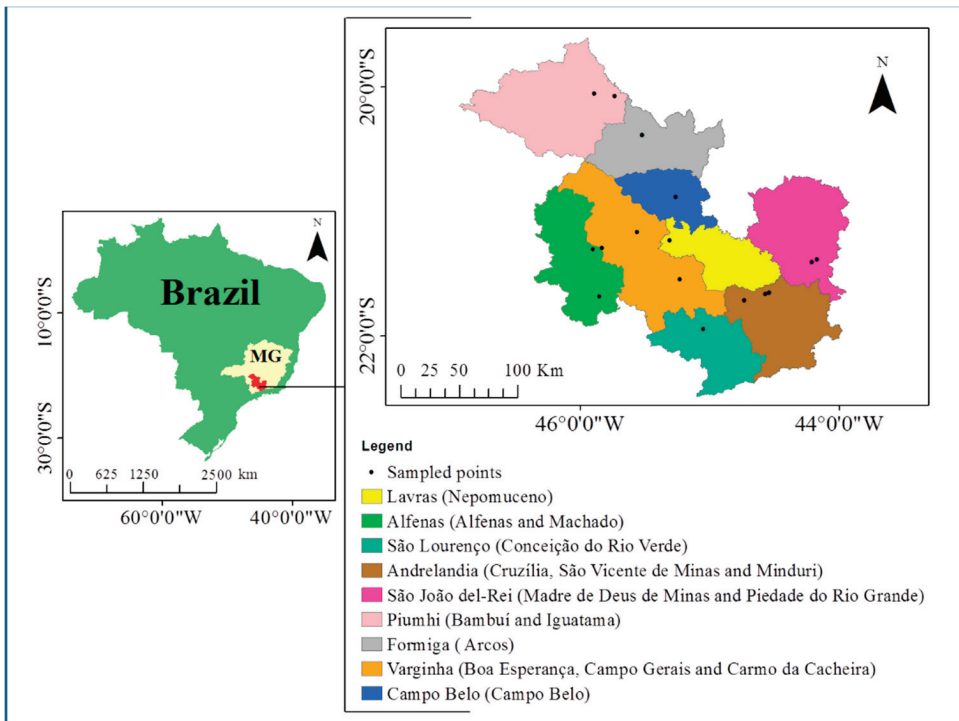 N
10°0'0"S
30°0'0"S
Brazil
MG
0 625 1250 2500 km
60°0'0"W 40°0'0"W
N
20°0'0"S
22°0'0"S
0 25 50 100 Km
46°0'0"W 44°0'0"W
Legend
Sampled points
Lavras (Nepomuceno)
Alfenas (Alfenas and Machado)
São Lourenço (Conceição do Rio Verde)
Andrelandia (Cruzília, São Vicente de Minas and Minduri)
São João del-Rei (Madre de Deus de Minas and Piedade do Rio Grande)
Piumhi (Bambuí and Iguatama)
Formiga ( Arcos)
Varginha (Boa Esperança, Campo Gerais and Carmo da Cacheira)
Campo Belo (Campo Belo)